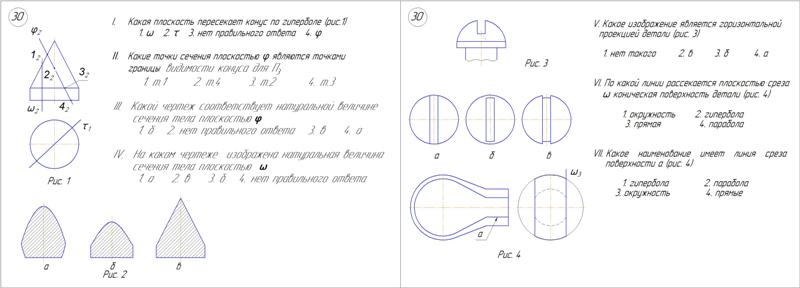 30
I. Какая плоскость пересекает конус по гиперболе (рис.1)
1. ω 2. τ 3. нет правильного ответа 4. φ
II. Какие точки сечения плоскостью φ являются точками
границы видимости конуса для П3
1. т.1 2. т.4 3. т.2 4. т.3
III. Какой чертеж соответствует натуральной величине
сечения тела плоскостью φ
1. б 2. нет правильного ответа 3. в 4. а
IV. На каком чертеже изображена натуральная величина
сечения тела плоскостью ω
1. а 2. в 3. б 4. нет правильного ответа
φ2
12
22
32
ω2
42
τ1
Рис. 1
а
б
в
Рис. 2
30
V. Какое изображение является горизонтальной
проекцией детали (рис. 3)
1. нет такого 2. в 3. б 4. а
VI. По какой линии рассекается плоскостью среза
ω коническая поверхность детали (рис. 4)
1. окружность 2. гипербола
3. прямая 4. парабола
VII. Какое наименование имеет линия среза
поверхности а (рис. 4)
1. гипербола 2. парабола
3. окружность 4. прямые
Рис. 3
а
б
в
ω3
а
Рис. 4